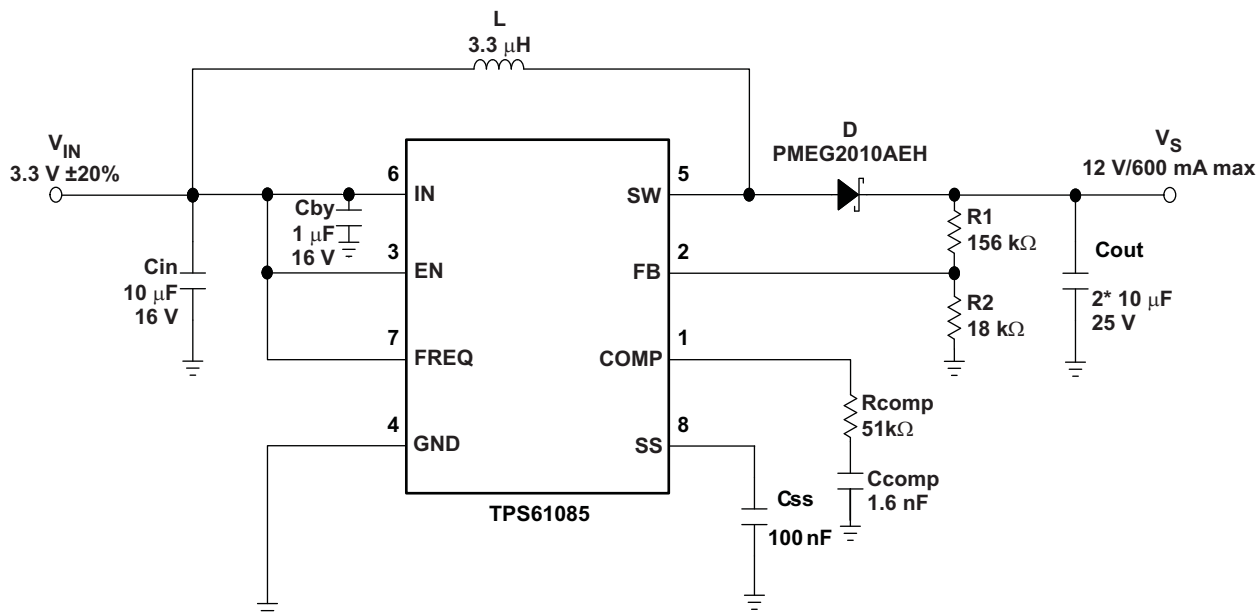 L
3.3 μH
V_IN
3.3 V ±20%
D
PMEG2010AEH
V_S
12 V/600 mA max
6
IN
SW
5
Cby
1 μF
16 V
R1
156 kΩ
Cin
10 μF
16 V
3
EN
FB
2
Cout
2* 10 μF
25 V
R2
18 kΩ
7
FREQ
COMP
1
Rcomp
51kΩ
4
GND
SS
8
Ccomp
1.6 nF
Css
100 nF
TPS61085